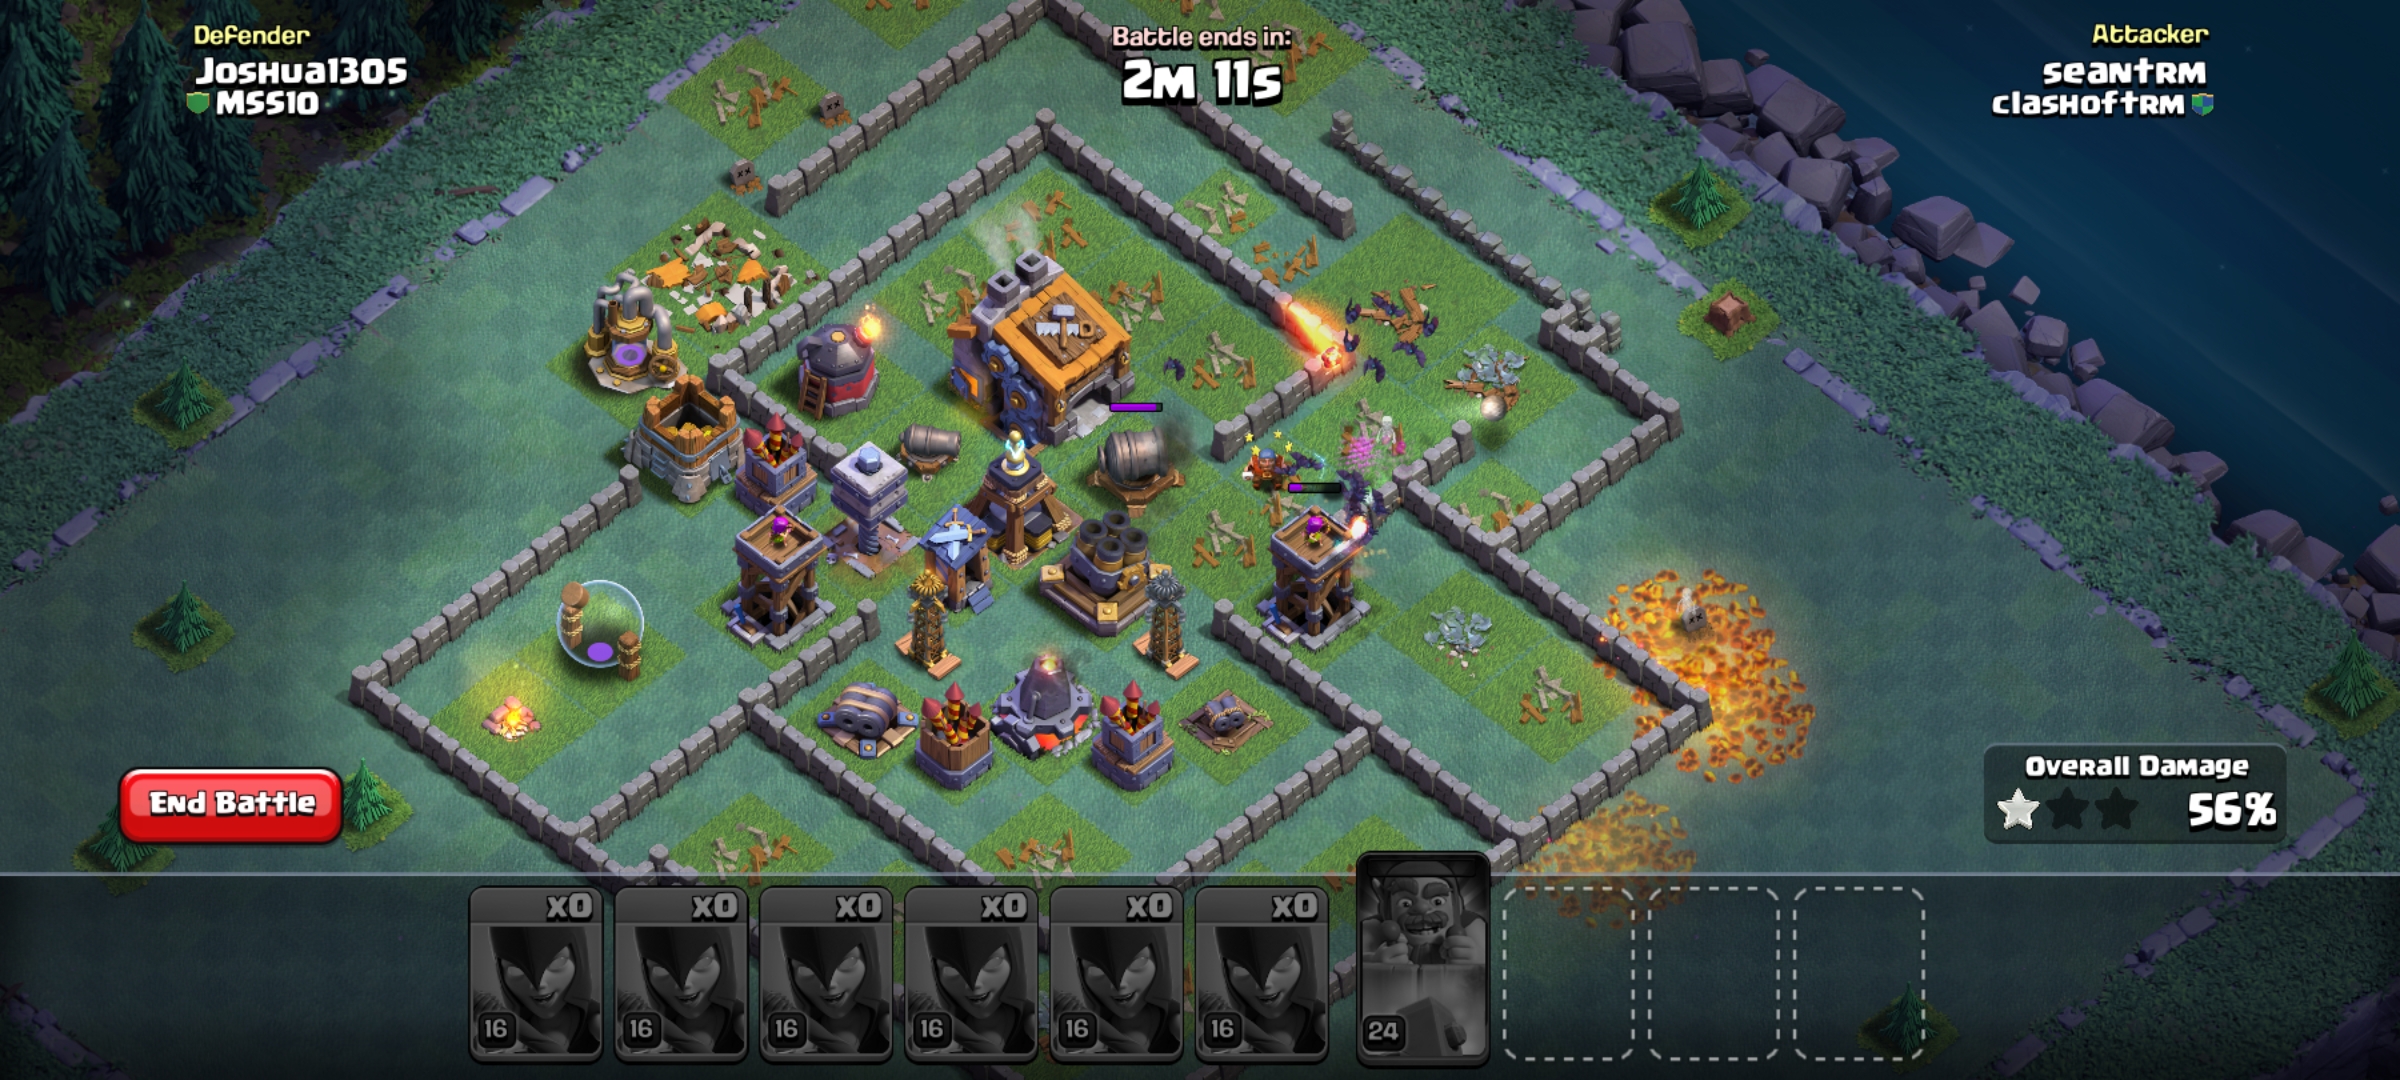 Defender
Joshua1305
MSS10
Battle ends in:
2M 11s
Attacker
seantrm
clashoftrm
End Battle
Overall Damage
56%
x0
x0
x0
x0
x0
x0
16
16
16
16
16
16
24